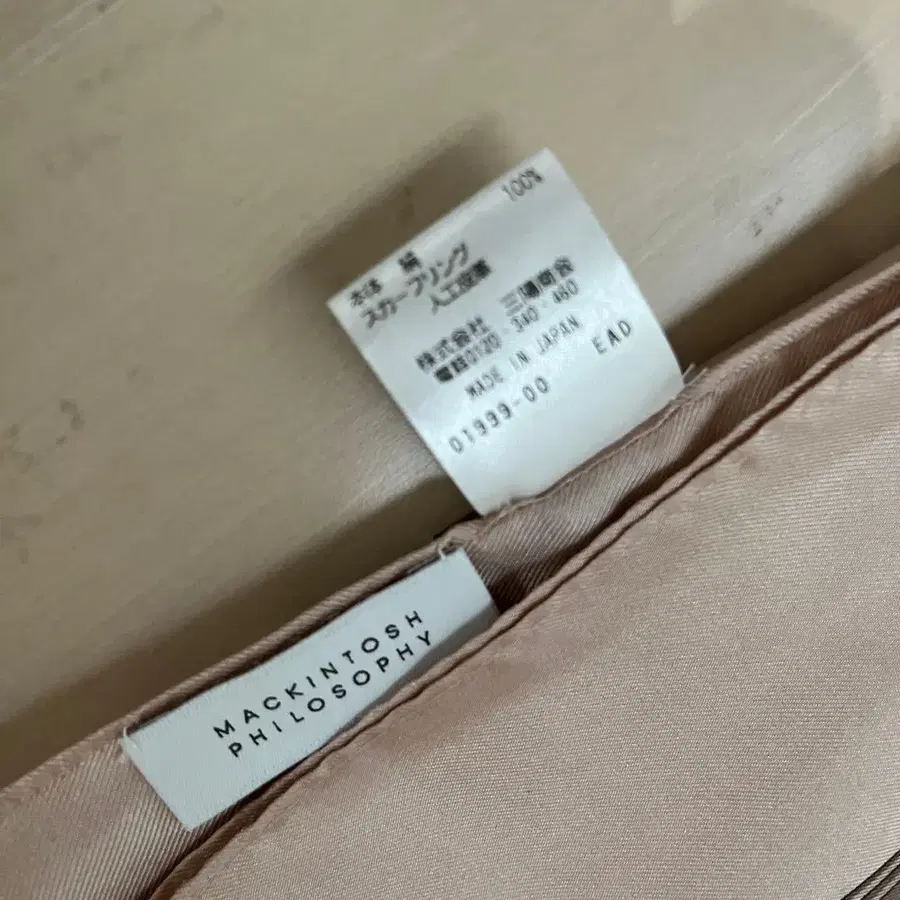 本体 絹 100%
スカーフリング
人工皮革
株式会社 三陽商会
電話0120・340・460
MADE IN JAPAN
01999-00 EAD
MACKINTOSH
PHILOSOPHY